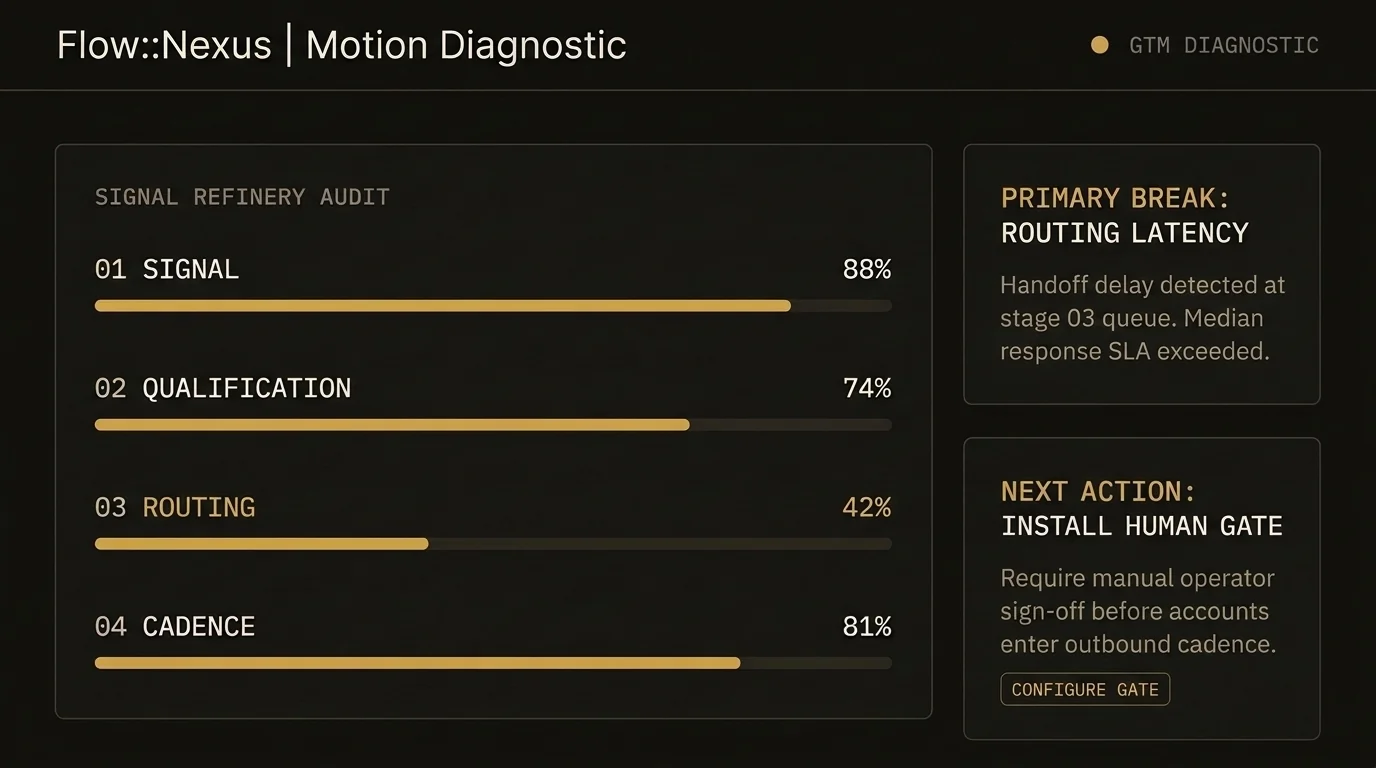 Flow::Nexus | Motion Diagnostic
GTM DIAGNOSTIC
SIGNAL REFINERY AUDIT
01 SIGNAL 88%
02 QUALIFICATION 74%
03 ROUTING 42%
04 CADENCE 81%
PRIMARY BREAK:
ROUTING LATENCY
Handoff delay detected at
stage 03 queue. Median
response SLA exceeded.
NEXT ACTION:
INSTALL HUMAN GATE
Require manual operator
sign-off before accounts
enter outbound cadence.
CONFIGURE GATE